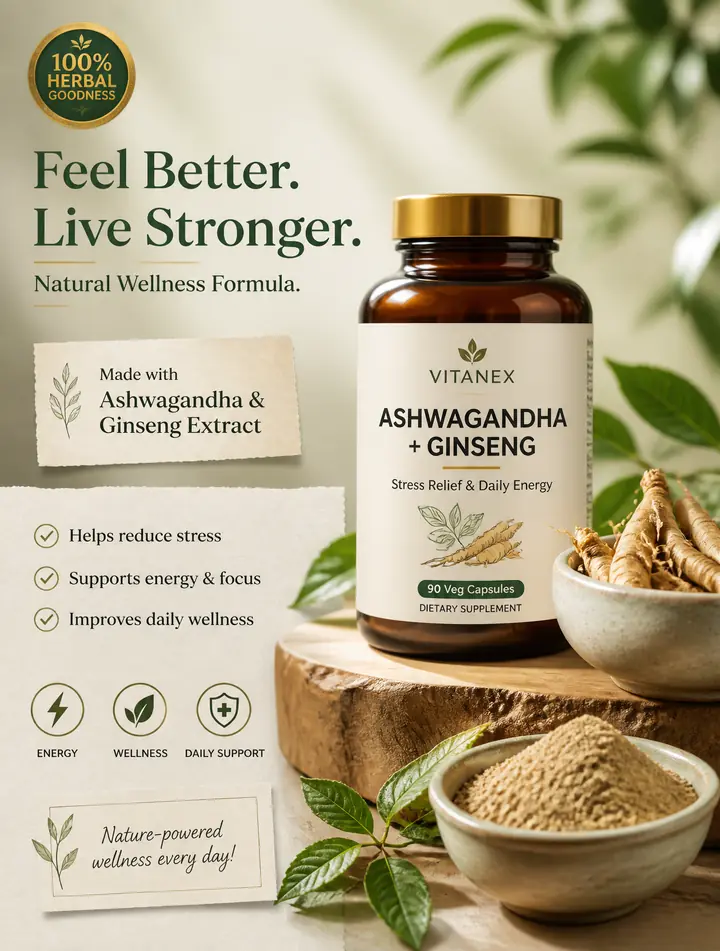 100%
HERBAL
GOODNESS
Feel Better.
Live Stronger.
Natural Wellness Formula.
Made with
Ashwagandha &
Ginseng Extract
Helps reduce stress
Supports energy & focus
Improves daily wellness
ENERGY
WELLNESS
DAILY SUPPORT
Nature-powered
wellness every day!
VITANEX
ASHWAGANDHA
+ GINSENG
Stress Relief & Daily Energy
90 Veg Capsules
DIETARY SUPPLEMENT